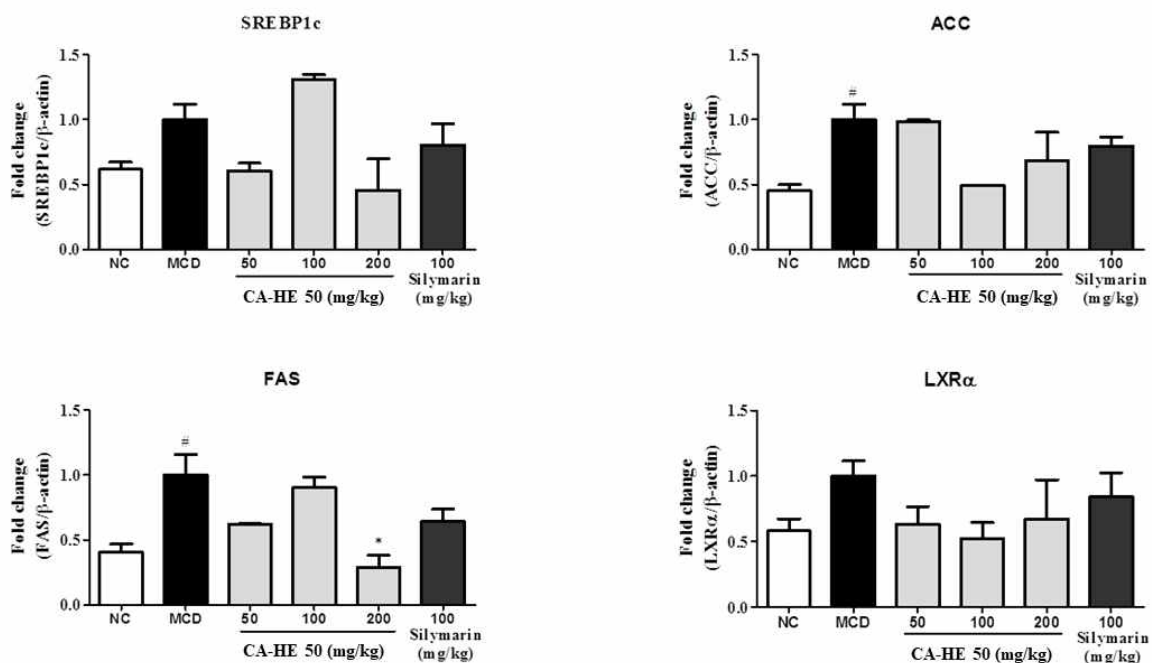 SREBP1c
Fold change
(SREBP1c/β-actin)
1.5
1.0
0.5
0.0
NC MCD 50 100 200 100
CA-HE 50 (mg/kg)
Silymarin
(mg/kg)
ACC
Fold change
(ACC/β-actin)
1.5
1.0
0.5
0.0
#
NC MCD 50 100 200 100
CA-HE 50 (mg/kg)
Silymarin
(mg/kg)
FAS
Fold change
(FAS/β-actin)
1.5
1.0
0.5
0.0
#
*
NC MCD 50 100 200 100
CA-HE 50 (mg/kg)
Silymarin
(mg/kg)
LXRα
Fold change
(LXRα/β-actin)
1.5
1.0
0.5
0.0
NC MCD 50 100 200 100
CA-HE 50 (mg/kg)
Silymarin
(mg/kg)